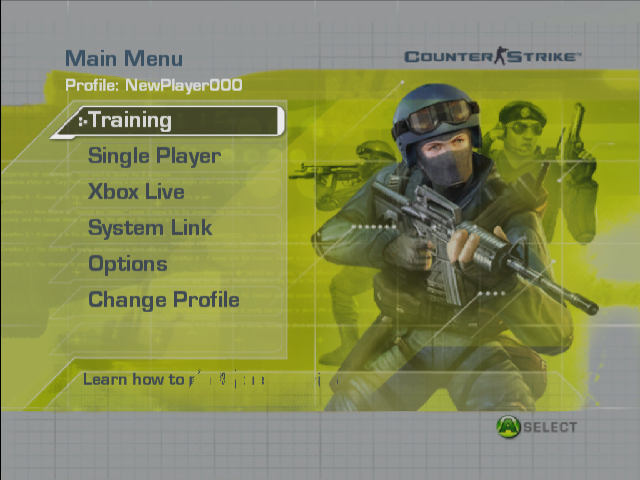 Main Menu
COUNTER STRIKE™
Profile: NewPlayer000
Training
Single Player
Xbox Live
System Link
Options
Change Profile
Learn how to
A SELECT